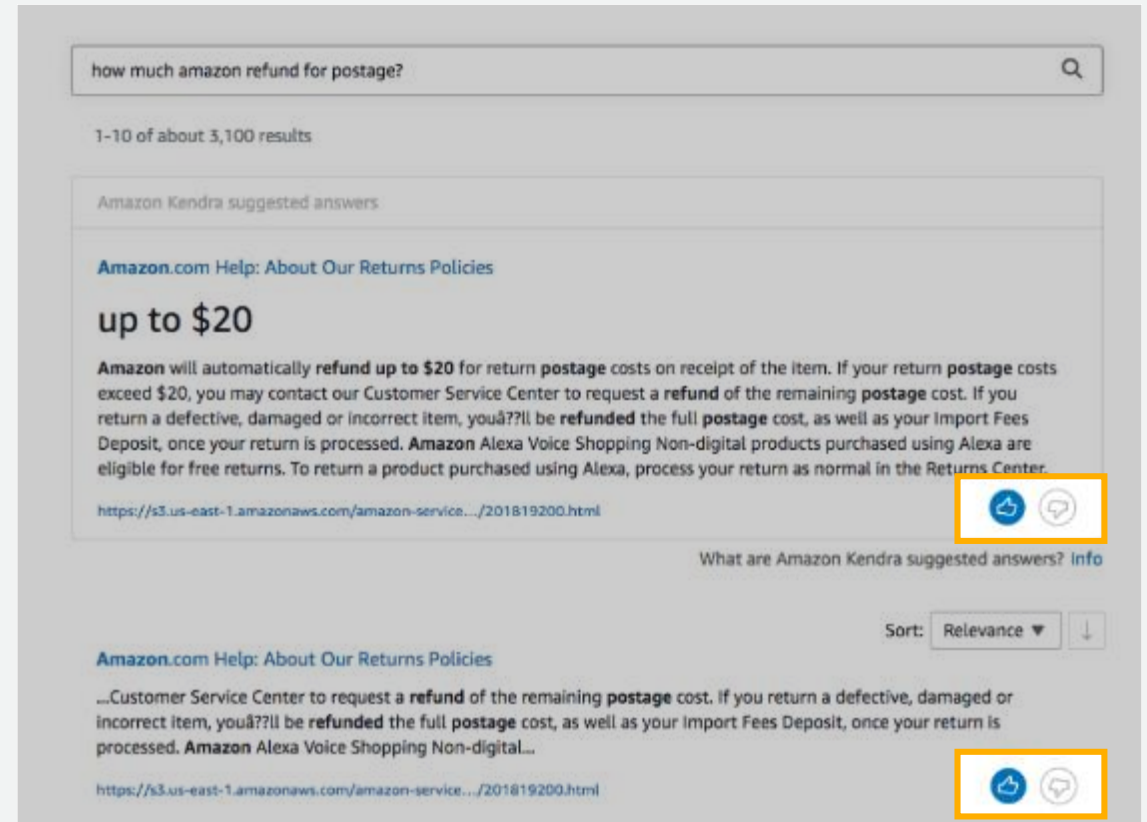 how much amazon refund for postage?
1-10 of about 3,100 results
Amazon Kendra suggested answers
Amazon.com Help: About Our Returns Policies
up to $20
Amazon will automatically refund up to $20 for return postage costs on receipt of the item. If your return postage costs
exceed $20, you may contact our Customer Service Center to request a refund of the remaining postage cost. If you
return a defective, damaged or incorrect item, youâ??ll be refunded the full postage cost, as well as your Import Fees
Deposit, once your return is processed. Amazon Alexa Voice Shopping Non-digital products purchased using Alexa are
eligible for free returns. To return a product purchased using Alexa, process your return as normal in the Returns Center.
https://s3.us-east-1.amazonaws.com/amazon-service.../201819200.html
What are Amazon Kendra suggested answers? Info
Sort: Relevance
Amazon.com Help: About Our Returns Policies
...Customer Service Center to request a refund of the remaining postage cost. If you return a defective, damaged or
incorrect item, youâ??ll be refunded the full postage cost, as well as your Import Fees Deposit, once your return is
processed. Amazon Alexa Voice Shopping Non-digital...
https://s3.us-east-1.amazonaws.com/amazon-service.../201819200.html